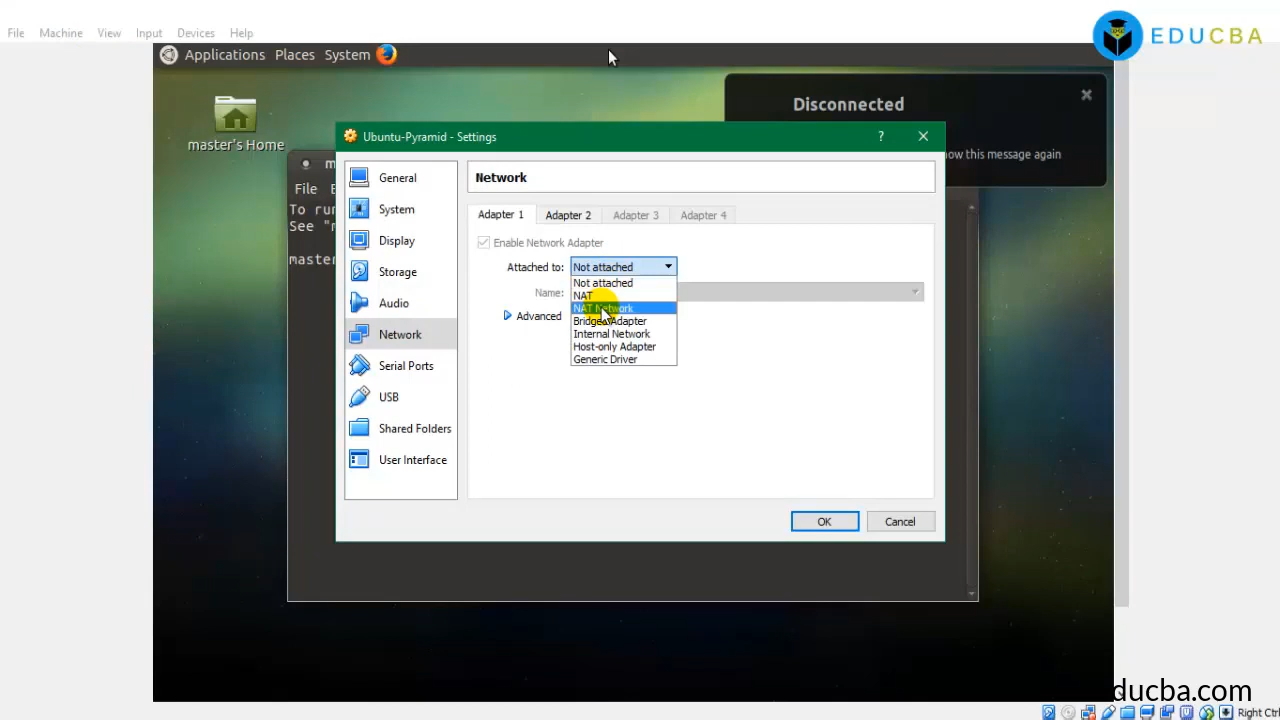 File Machine View Input Devices Help
EDUCBA
Applications Places System
Disconnected
master's Home
Ubuntu-Pyramid - Settings
?
ow this message again
File
To run
See "m
master
General
System
Display
Storage
Audio
Network
Serial Ports
USB
Shared Folders
User Interface
Network
Adapter 1 Adapter 2 Adapter 3 Adapter 4
Enable Network Adapter
Attached to: Not attached
Name:
Advanced
Not attached
NAT
NAT Network
Bridged Adapter
Internal Network
Host-only Adapter
Generic Driver
OK Cancel
ducba.com
Right Ctrl